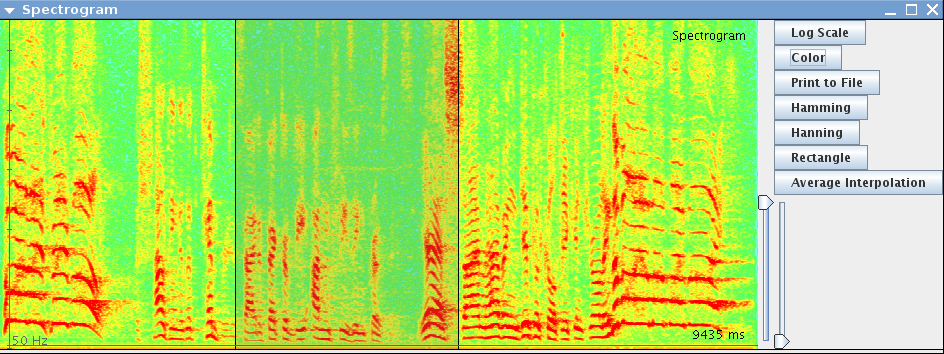 Spectrogram
Spectrogram
Log Scale
Color
Print to File
Hamming
Hanning
Rectangle
Average Interpolation
9435 ms
50 Hz